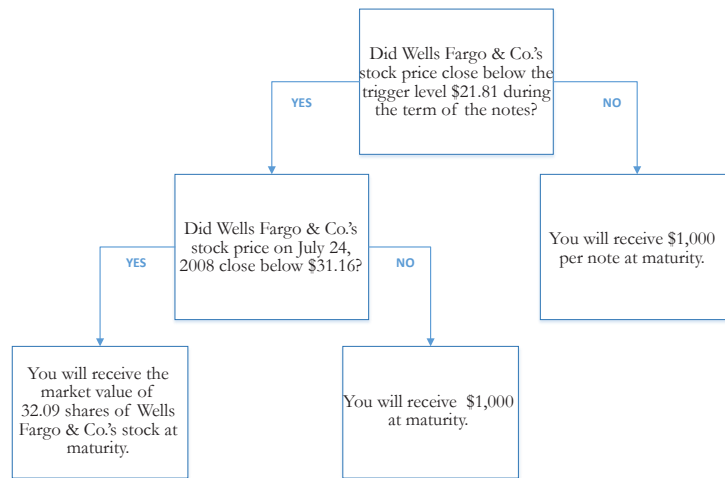 Did Wells Fargo & Co.'s
stock price close below the
trigger level $21.81 during
the term of the notes?
YES
NO
Did Wells Fargo & Co.'s
stock price on July 24,
2008 close below $31.16?
You will receive $1,000
per note at maturity.
YES
NO
You will receive the
market value of
32.09 shares of Wells
Fargo & Co.'s stock at
maturity.
You will receive $1,000
at maturity.